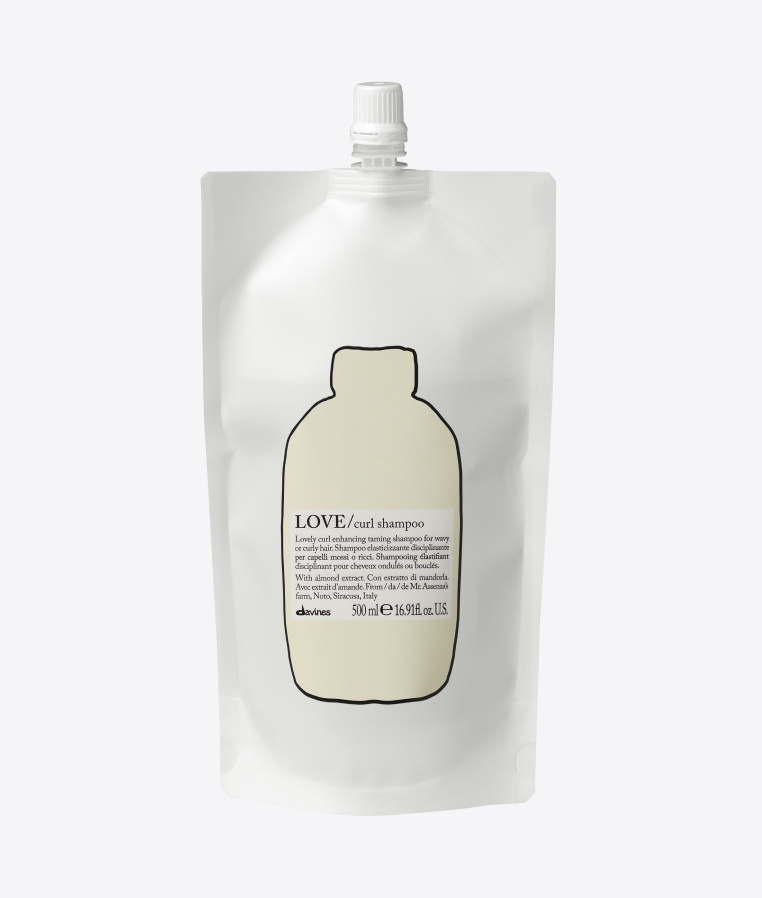 LOVE/curl shampoo
Lovely curl enhancing taming shampoo for wavy
or curly hair. Shampoo elasticizzante disciplinante
per capelli mossi o ricci. Shampooing élastifiant
disciplinant pour cheveux ondulés ou bouclés.
With almond extract. Con estratto di mandorla.
Avec extrait d'amande. From / da / de Mr. Assenza's
farm, Noto, Siracusa, Italy
davines 500 ml ℮ 16.91fl. oz. U.S.